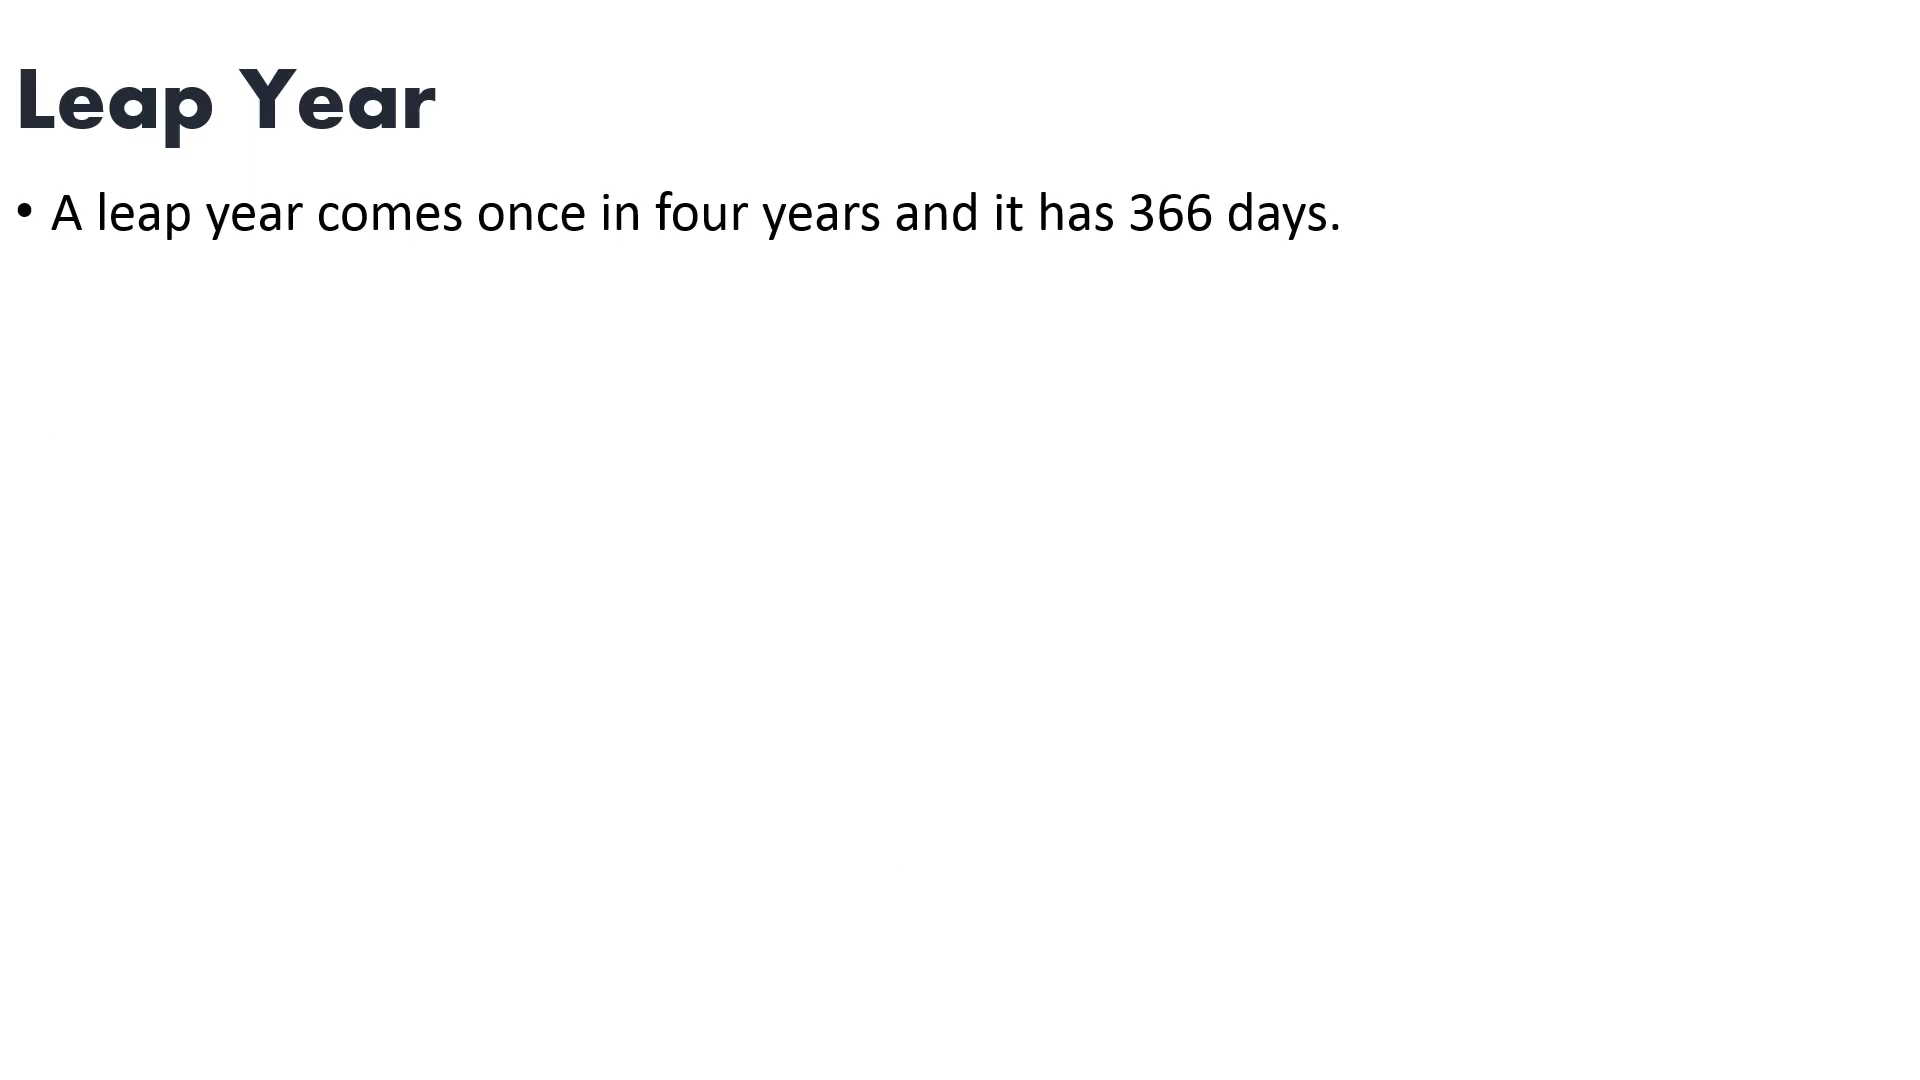 Leap Year
• A leap year comes once in four years and it has 366 days.